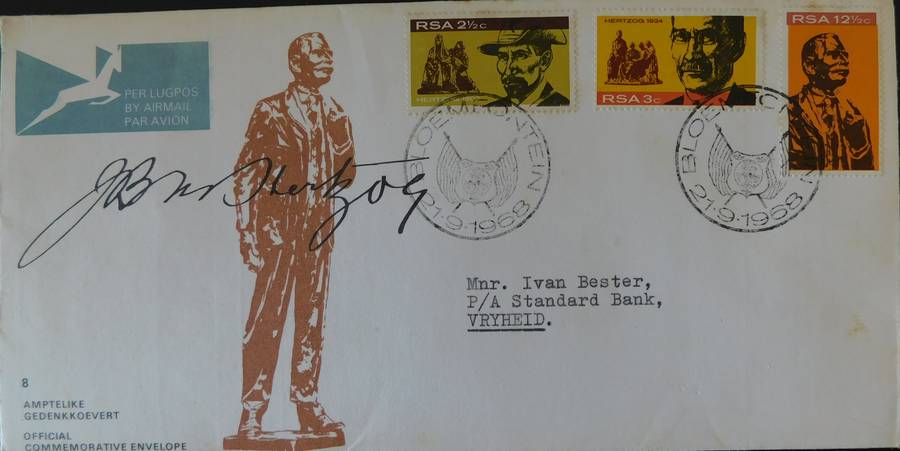 PER LUGPOS
BY AIRMAIL
PAR AVION
RSA 2½c
HERTZOG 1924
RSA 3c
RSA 12½c
BLOEMFONTEIN
21·9·1968
BLOEMFONTEIN
21·9·1968
JBM Hertzog
Mnr. Ivan Bester,
P/A Standard Bank,
VRYHEID.
8
AMPTELIKE
GEDENKKOEVERT
OFFICIAL
COMMEMORATIVE ENVELOPE